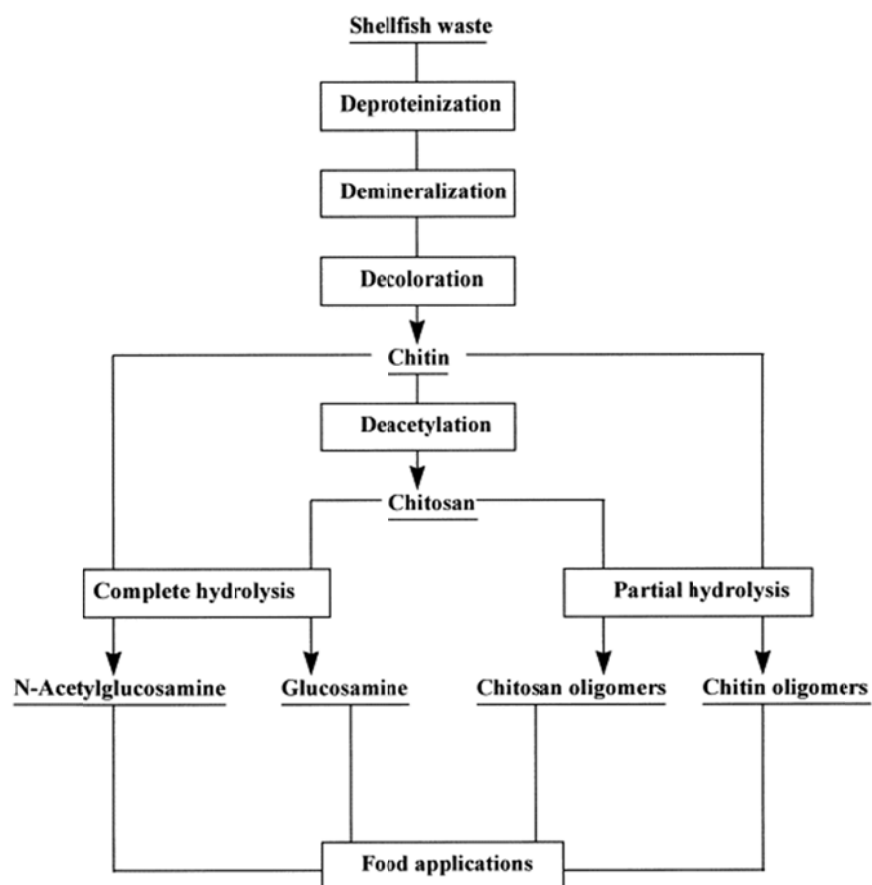 Shellfish waste
Deproteinization
Demineralization
Decoloration
Chitin
Deacetylation
Chitosan
Complete hydrolysis
Partial hydrolysis
N-Acetylglucosamine
Glucosamine
Chitosan oligomers
Chitin oligomers
Food applications